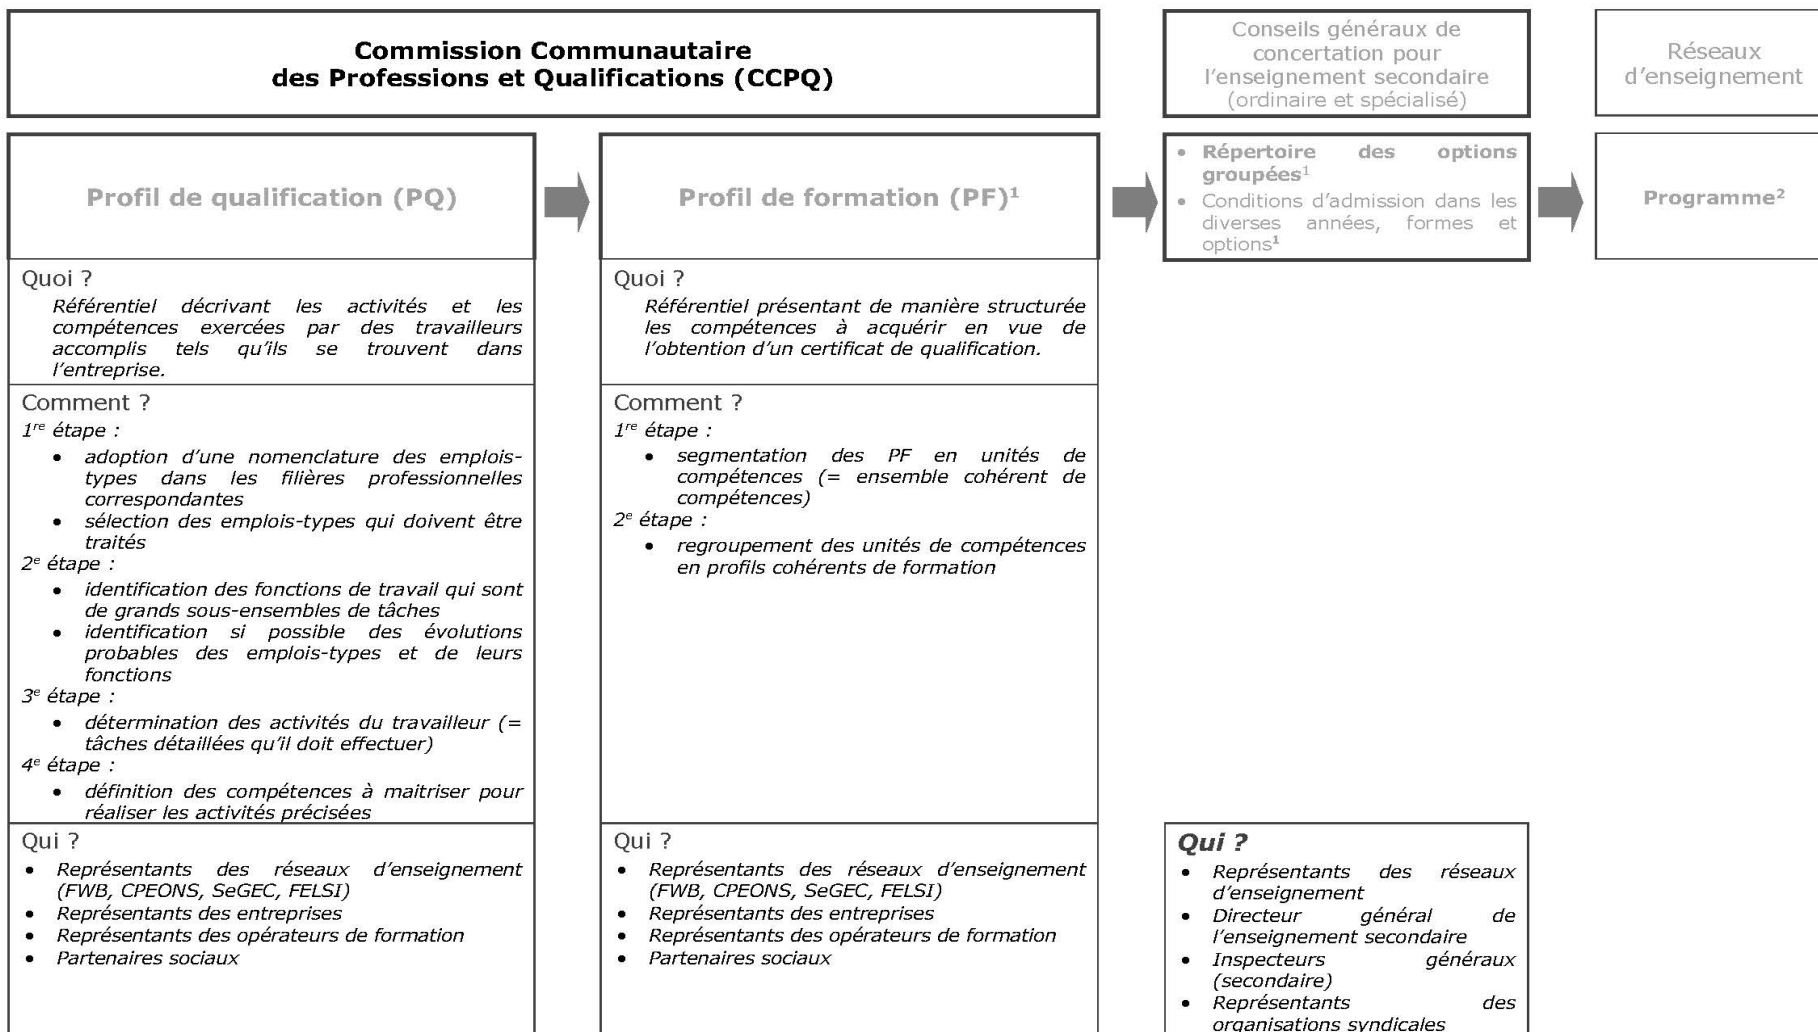 Commission Communautaire
des Professions et Qualifications (CCPQ)
Conseils généraux de
concertation pour
l'enseignement secondaire
(ordinaire et spécialisé)
Réseaux
d'enseignement
Profil de qualification (PQ)
Profil de formation (PF)¹
• Répertoire des options
groupées¹
• Conditions d'admission dans les
diverses années, formes et
options¹
Programme²
Quoi ?
Référentiel décrivant les activités et les
compétences exercées par des travailleurs
accomplis tels qu'ils se trouvent dans
l'entreprise.
Quoi ?
Référentiel présentant de manière structurée
les compétences à acquérir en vue de
l'obtention d'un certificat de qualification.
Comment ?
1re étape :
• adoption d'une nomenclature des emplois-
types dans les filières professionnelles
correspondantes
• sélection des emplois-types qui doivent être
traités
2e étape :
• identification des fonctions de travail qui sont
de grands sous-ensembles de tâches
• identification si possible des évolutions
probables des emplois-types et de leurs
fonctions
3e étape :
• détermination des activités du travailleur (=
tâches détaillées qu'il doit effectuer)
4e étape :
• définition des compétences à maitriser pour
réaliser les activités précisées
Comment ?
1re étape :
• segmentation des PF en unités de
compétences (= ensemble cohérent de
compétences)
2e étape :
• regroupement des unités de compétences
en profils cohérents de formation
Qui ?
• Représentants des réseaux d'enseignement
(FWB, CPEONS, SeGEC, FELSI)
• Représentants des entreprises
• Représentants des opérateurs de formation
• Partenaires sociaux
Qui ?
• Représentants des réseaux d'enseignement
(FWB, CPEONS, SeGEC, FELSI)
• Représentants des entreprises
• Représentants des opérateurs de formation
• Partenaires sociaux
Qui ?
• Représentants des réseaux
d'enseignement
• Directeur général de
l'enseignement secondaire
• Inspecteurs généraux
(secondaire)
• Représentants des
organisations syndicales